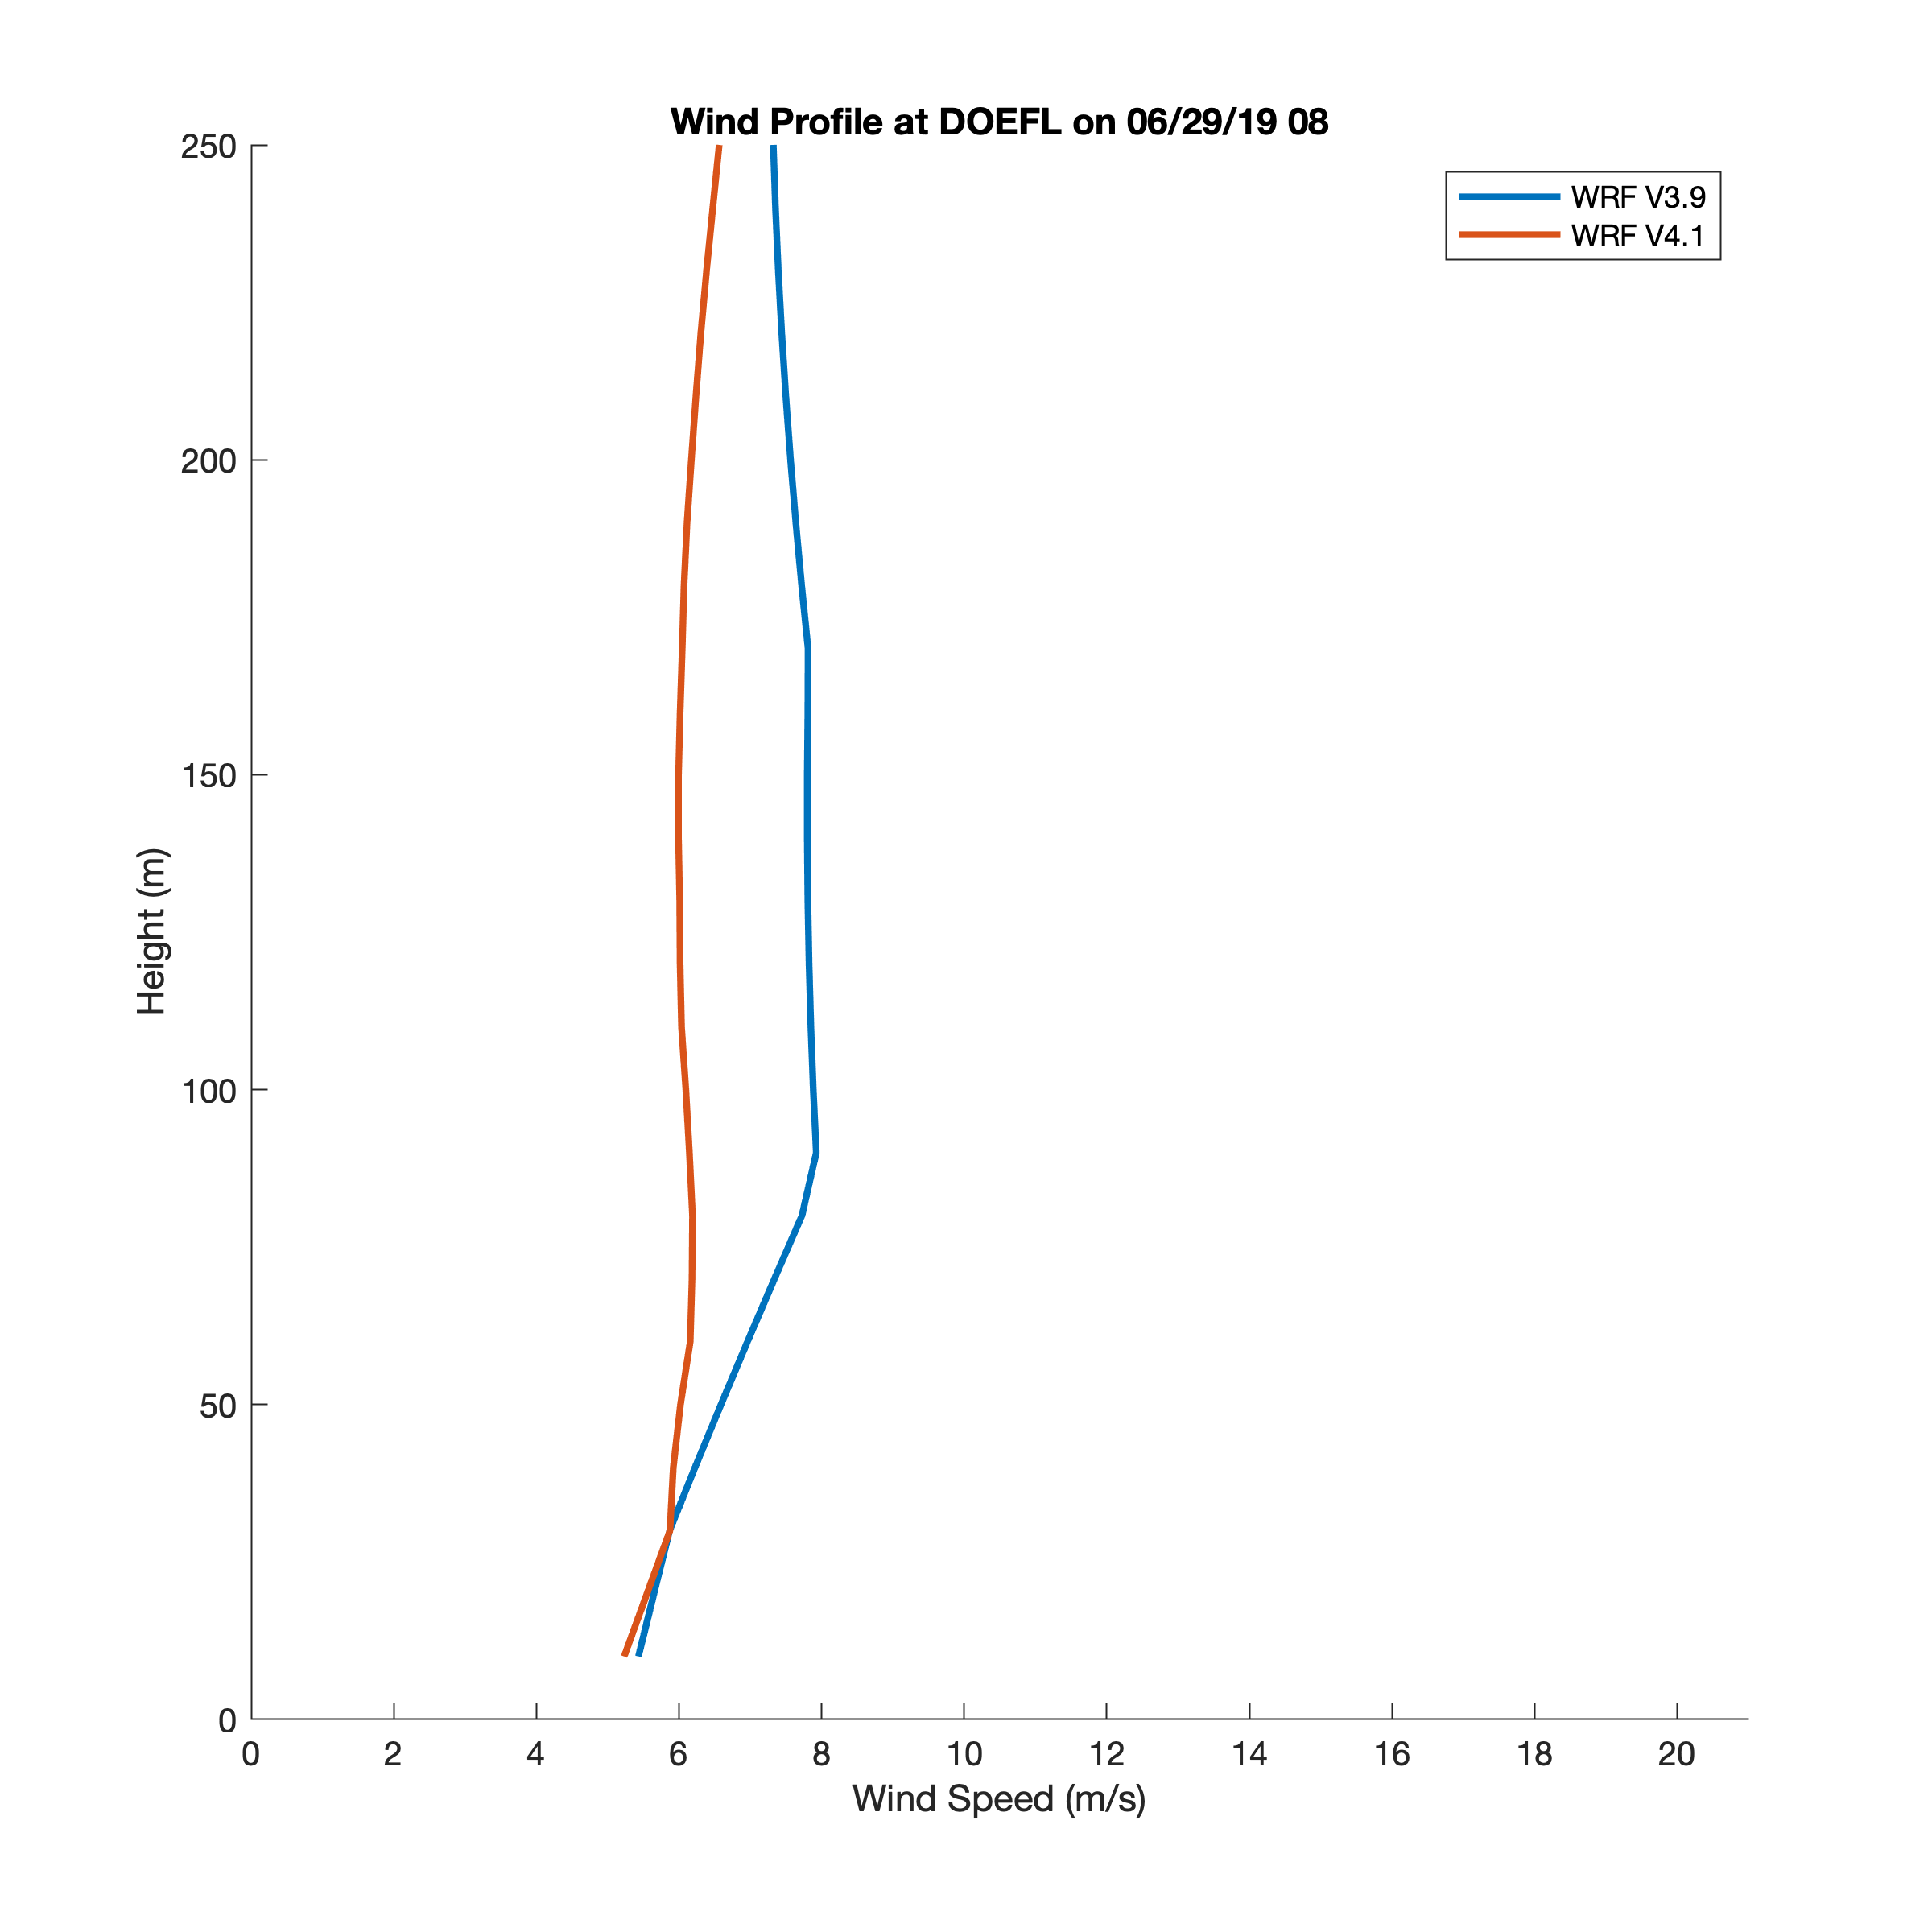 Wind Profile at DOEFL on 06/29/19 08
WRF V3.9
WRF V4.1
250
200
150
100
50
0
Height (m)
0 2 4 6 8 10 12 14 16 18 20
Wind Speed (m/s)